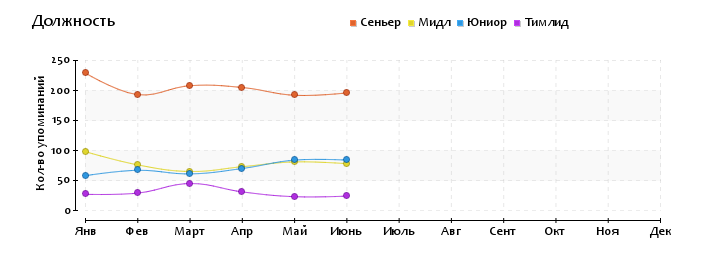 Должность
Сеньер Мидл Юниор Тимлид
Кол-во упоминаний
250
200
150
100
50
0
Янв Фев Март Апр Май Июнь Июль Авг Сент Окт Ноя Дек